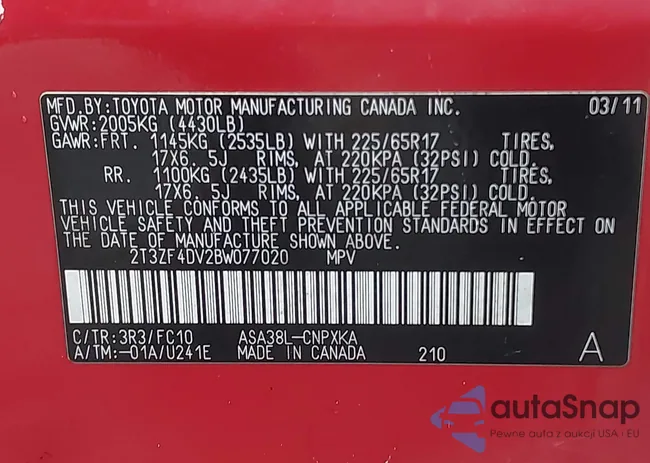 MFD.BY:TOYOTA MOTOR MANUFACTURING CANADA INC. 03/11
GVWR:2005KG (4430LB)
GAWR:FRT. 1145KG (2535LB) WITH 225/65R17 TIRES,
17X6.5J RIMS, AT 220KPA (32PSI) COLD.
RR. 1100KG (2435LB) WITH 225/65R17 TIRES,
17X6.5J RIMS, AT 220KPA (32PSI) COLD.
THIS VEHICLE CONFORMS TO ALL APPLICABLE FEDERAL MOTOR
VEHICLE SAFETY AND THEFT PREVENTION STANDARDS IN EFFECT ON
THE DATE OF MANUFACTURE SHOWN ABOVE.
2T3ZF4DV2BW077020 MPV
C/TR:3R3/FC10 ASA38L-CNPXKA
A/TM:-01A/U241E MADE IN CANADA 210 A
autaSnap
Pewne auta z aukcji USA i EU